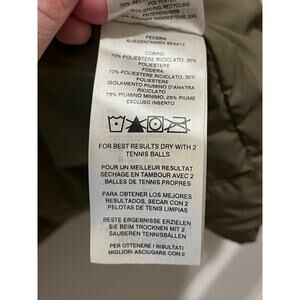 ISOLIERUNG RECYCLING
ENTENDAUNEN
FEDERN
AUSGENOMMEN BESATZ
CORPO:
70% POLIESTERE RICICLATO, 30%
POLIESTERE
FODERA:
70% POLIESTERE RICICLATO, 30%
ISOLAMENTO PIUMINO D'ANATRA
RICICLATO
75% PIUMINO MINIMO, 25% PIUME
ESCLUSO INSERTO
FOR BEST RESULTS DRY WITH 2
TENNIS BALLS
POUR UN MEILLEUR RESULTAT
SECHAGE EN TAMBOUR AVEC 2
BALLES DE TENNIS PROPRES
PARA OBTENER LOS MEJORES
RESULTADOS, SECAR CON 2
PELOTAS DE TENIS LIMPIAS
BESTE ERGEBNISSE ERZIELEN
SIE BEIM TROCKNEN MIT 2
SAUBEREN TENNISBÄLLEN
PER OTTENERE I RISULTATI
MIGLIORI ASCIUGARE CON 2